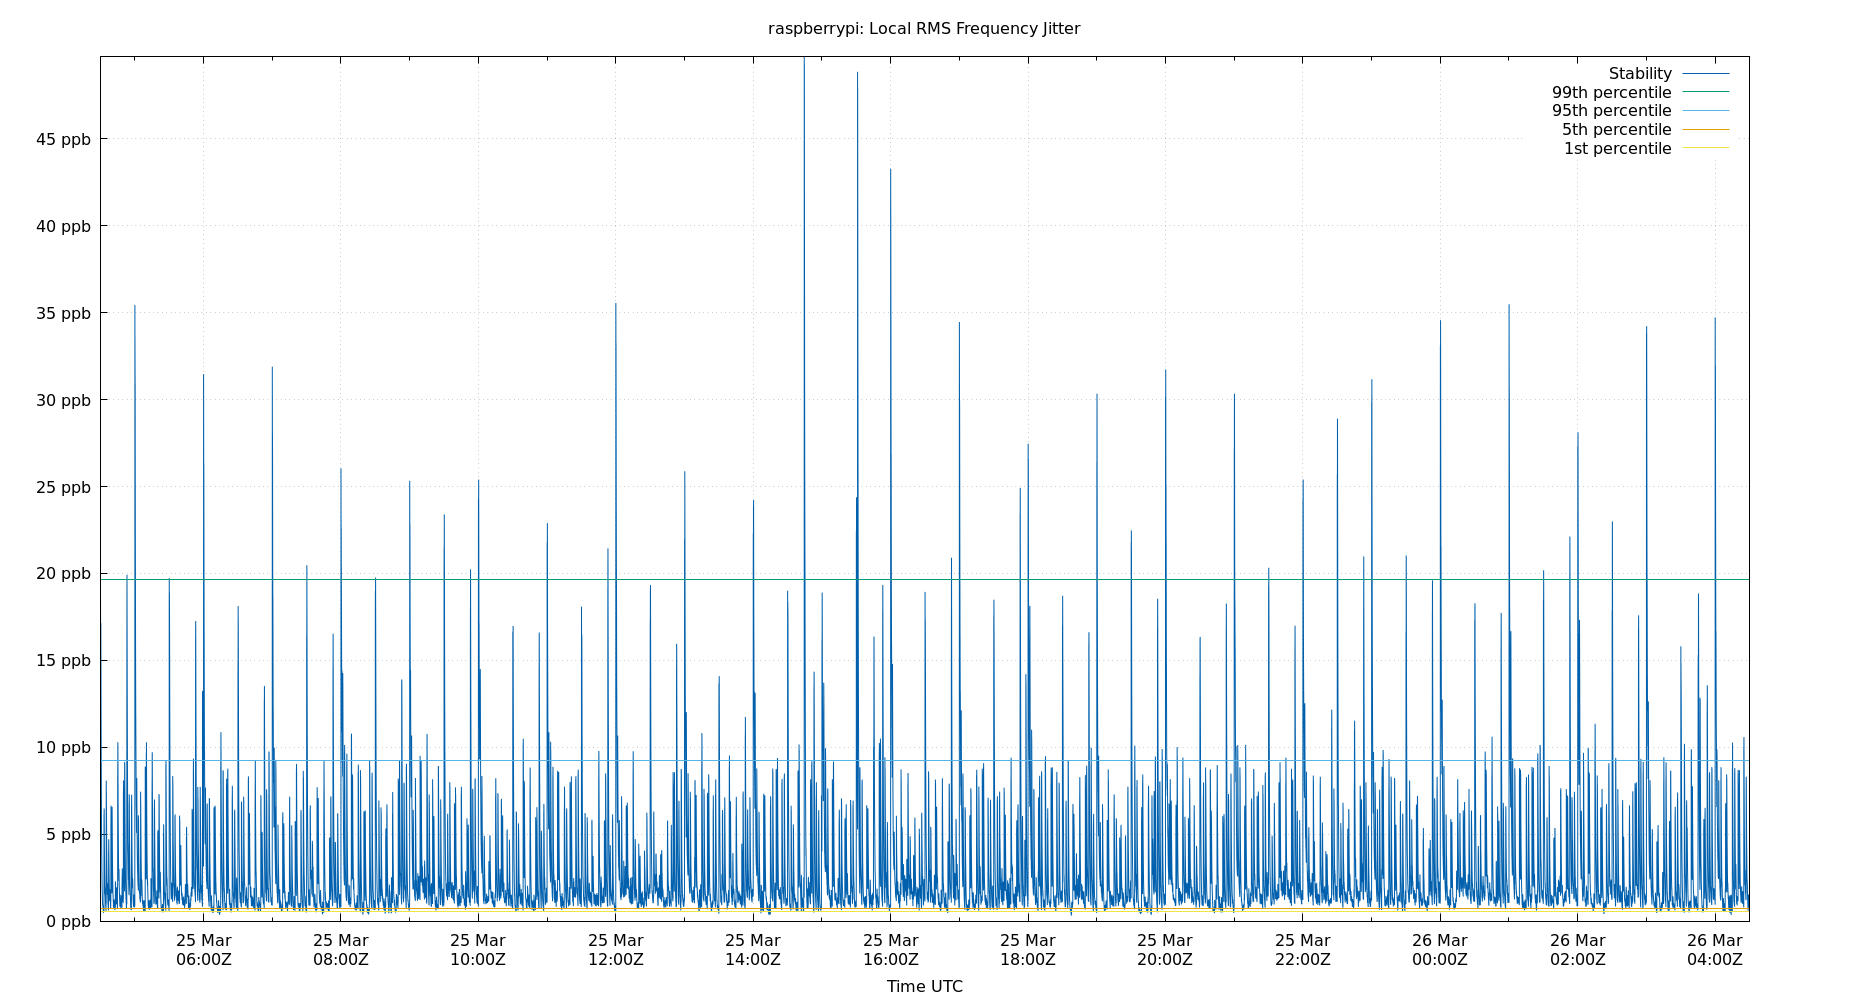 raspberrypi: Local RMS Frequency Jitter
Stability
99th percentile
95th percentile
5th percentile
1st percentile
45 ppb
40 ppb
35 ppb
30 ppb
25 ppb
20 ppb
15 ppb
10 ppb
5 ppb
0 ppb
25 Mar 25 Mar 25 Mar 25 Mar 25 Mar 25 Mar 25 Mar 25 Mar 25 Mar 26 Mar 26 Mar 26 Mar
06:00Z 08:00Z 10:00Z 12:00Z 14:00Z 16:00Z 18:00Z 20:00Z 22:00Z 00:00Z 02:00Z 04:00Z
Time UTC